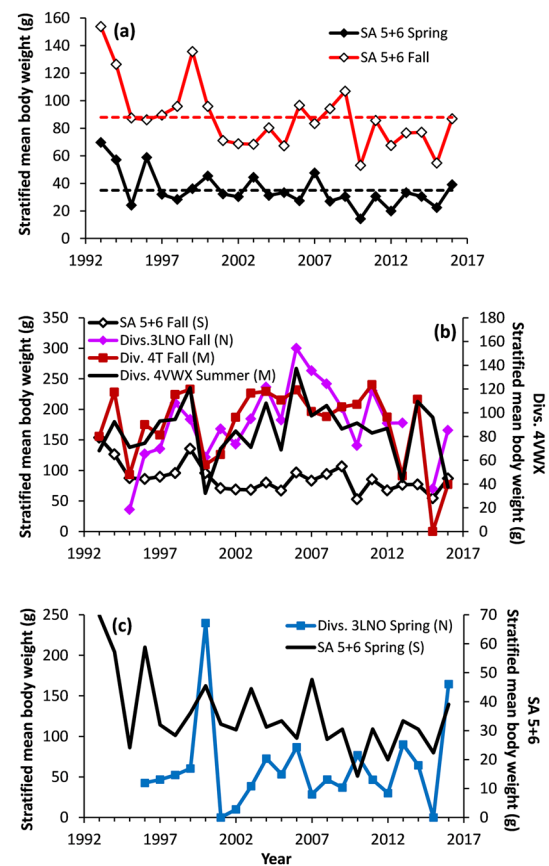 (a)
SA 5+6 Spring
SA 5+6 Fall
Stratified mean body weight (g)
160
140
120
100
80
60
40
20
0
1992 1997 2002 2007 2012 2017
(b)
SA 5+6 Fall (S)
Divs.3LNO Fall (N)
Div. 4T Fall (M)
Divs. 4VWX Summer (M)
Stratified mean body weight (g)
350
300
250
200
150
100
50
0
180
160
140
120
100
80
60
40
20
0
Divs. 4VWX
Stratified mean body weight (g)
1992 1997 2002 2007 2012 2017
(c)
Divs. 3LNO Spring (N)
SA 5+6 Spring (S)
Stratified mean body weight (g)
250
200
150
100
50
0
70
60
50
40
30
20
10
0
SA 5+6
Stratified mean body weight (g)
1992 1997 2002 2007 2012 2017
Year